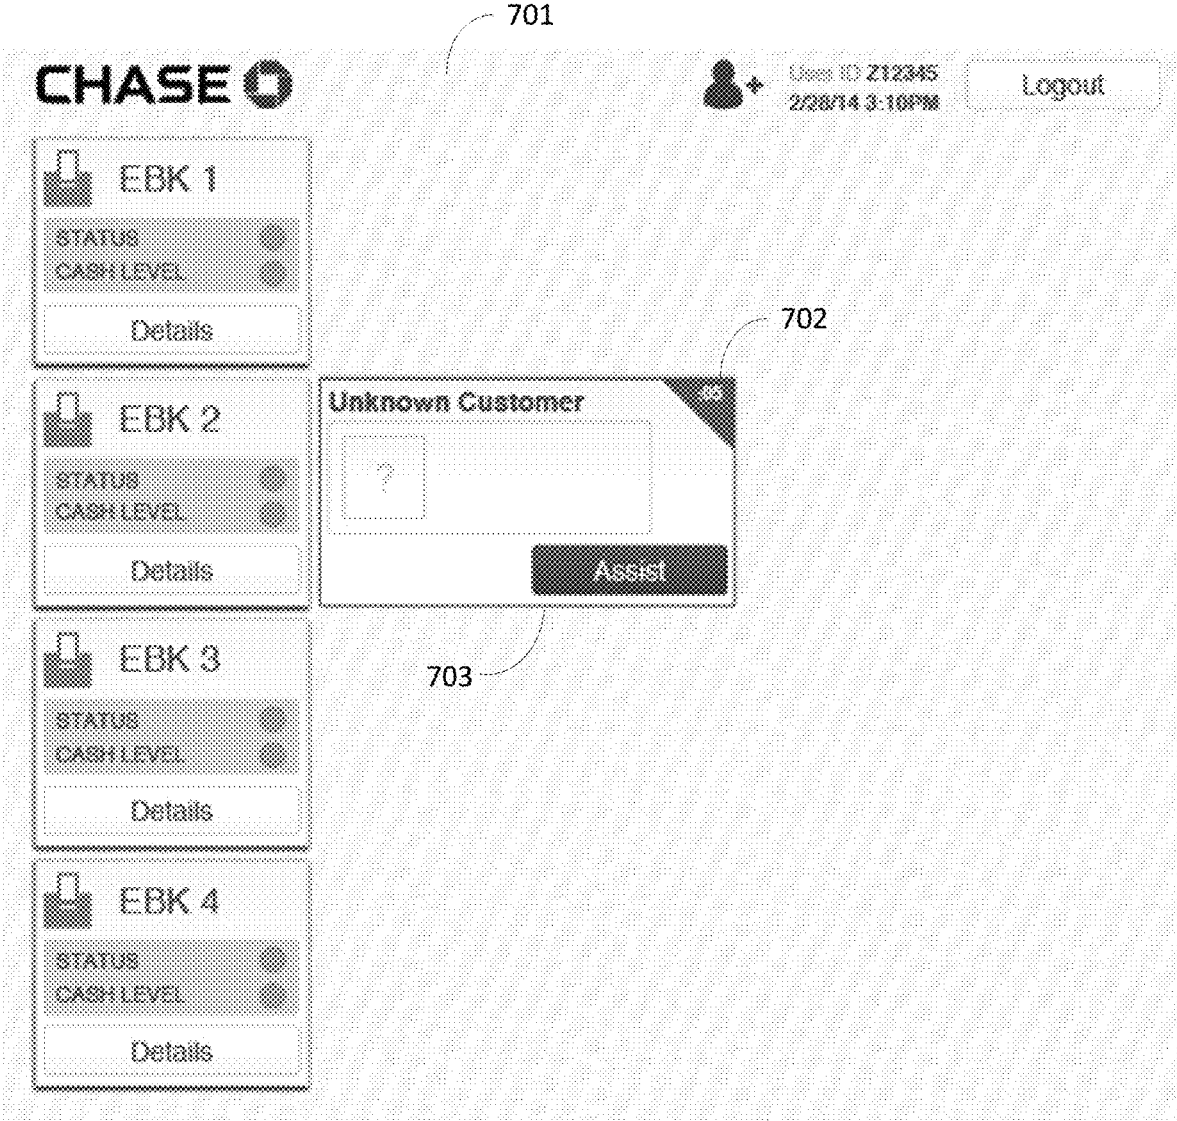 701
CHASE
User ID Z12345
2/28/14 3:10PM
Logout
EBK 1
STATUS
CASH LEVEL
Details
702
EBK 2
STATUS
CASH LEVEL
Details
Unknown Customer
?
Assist
703
EBK 3
STATUS
CASH LEVEL
Details
EBK 4
STATUS
CASH LEVEL
Details